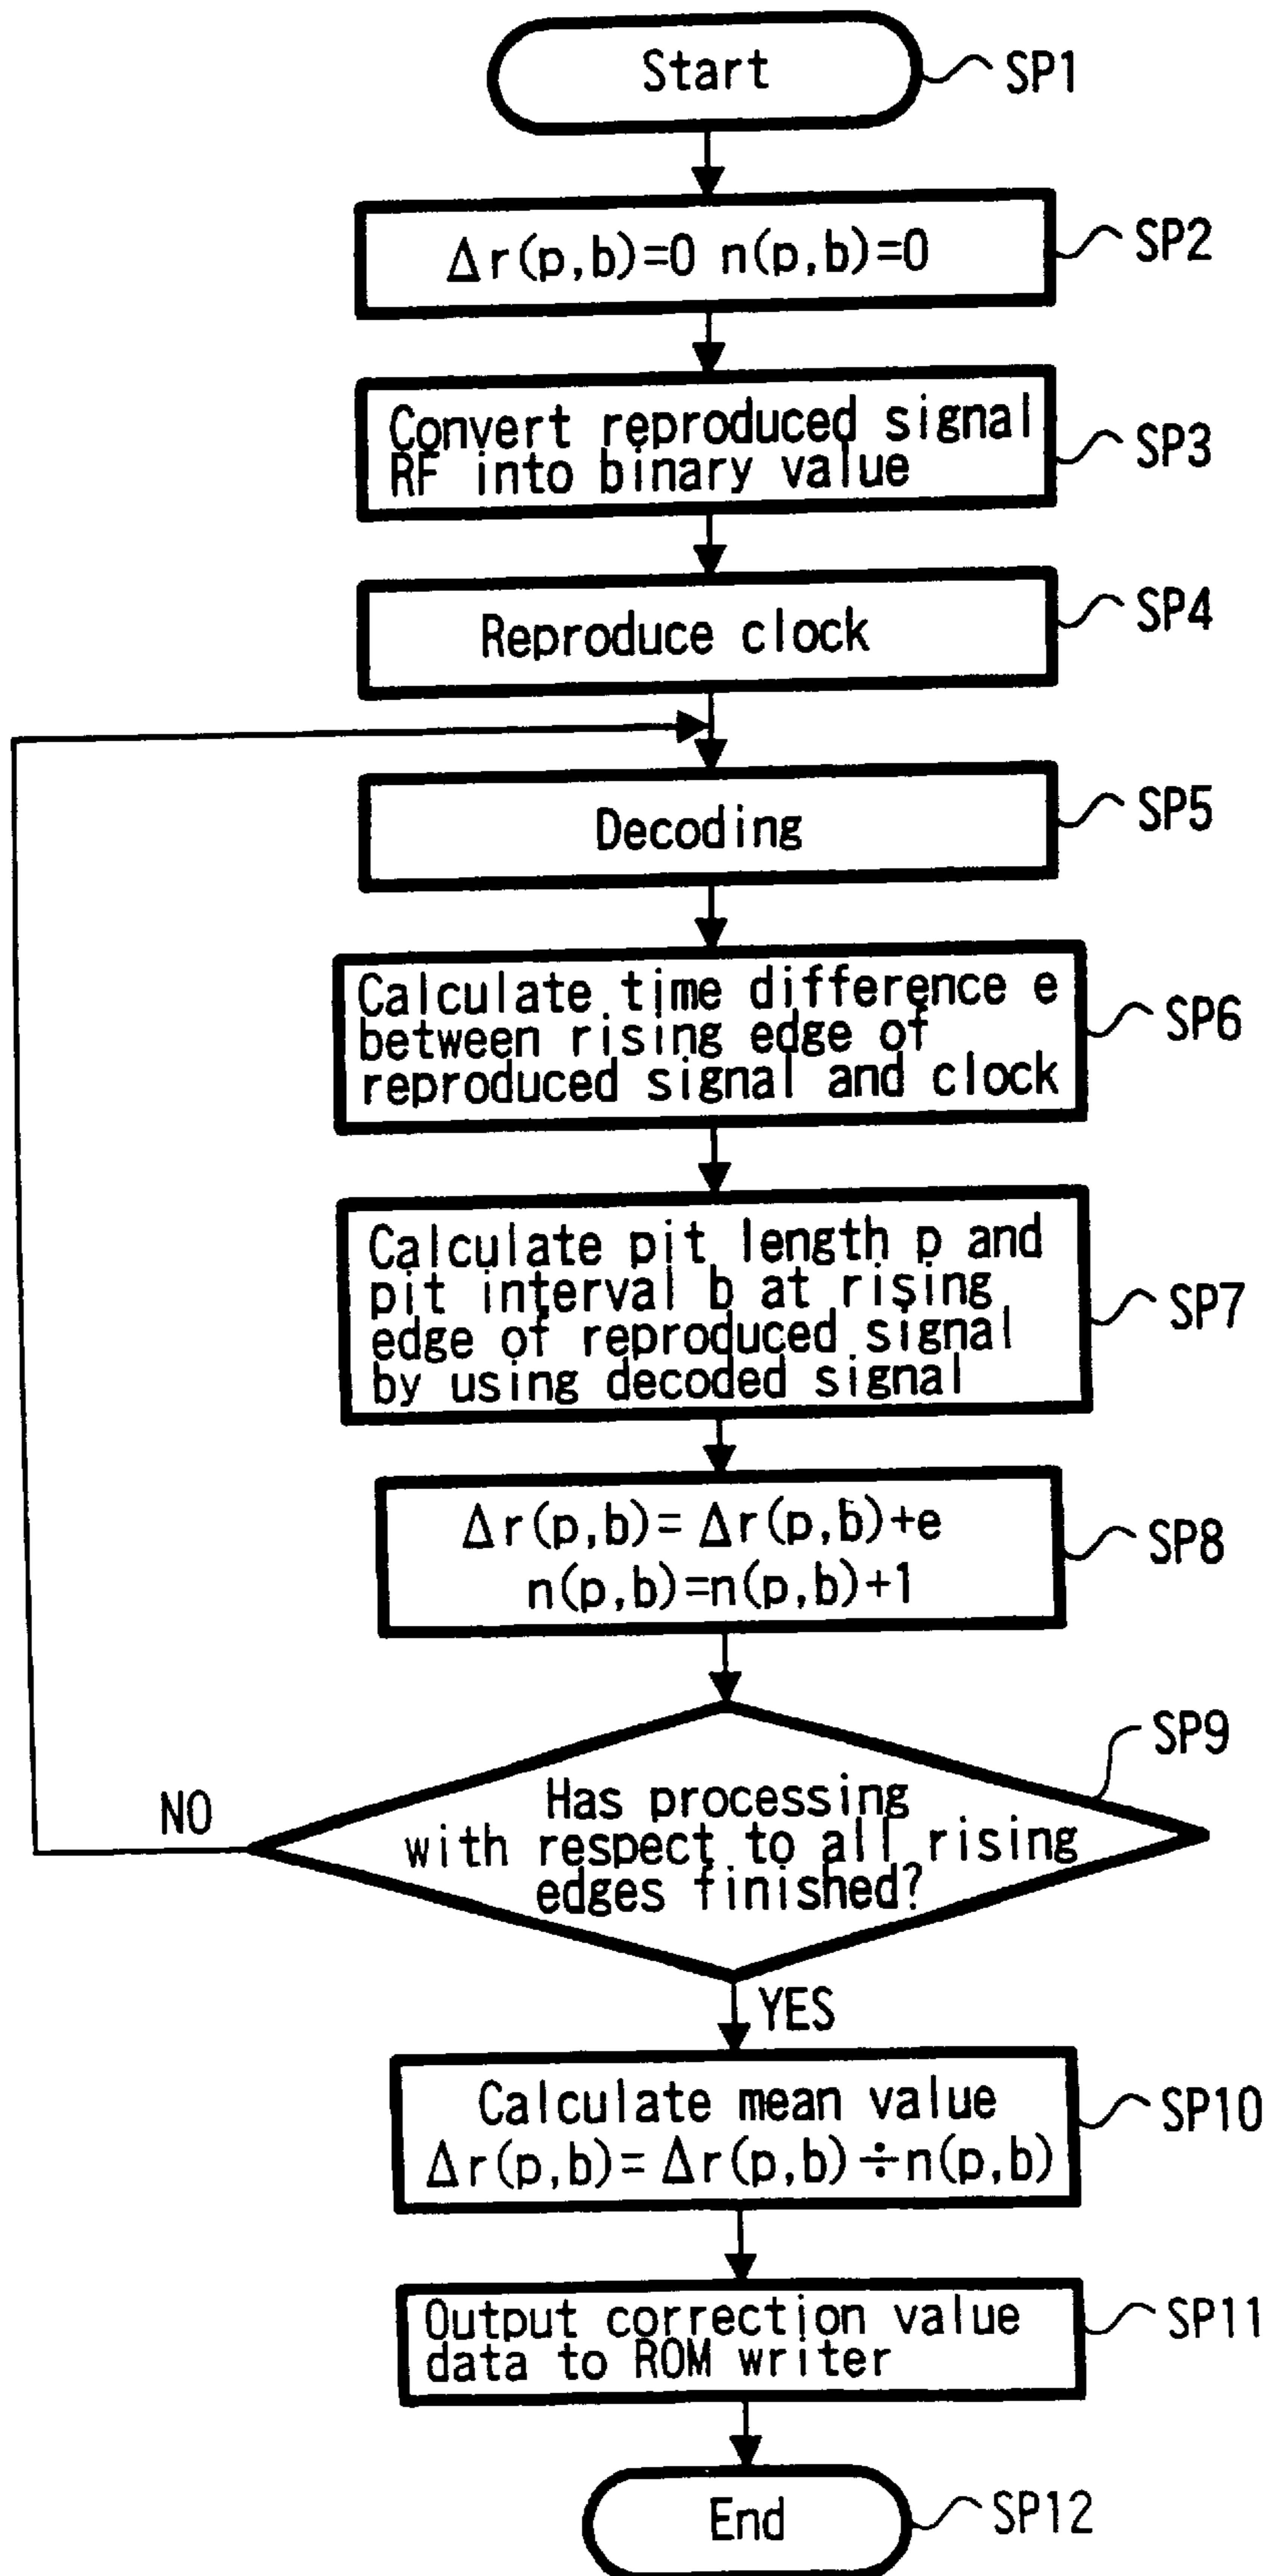 Start
SP1
Δr(p,b)=0 n(p,b)=0
SP2
Convert reproduced signal
RF into binary value
SP3
Reproduce clock
SP4
Decoding
SP5
Calculate time difference e
between rising edge of
reproduced signal and clock
SP6
Calculate pit length p and
pit interval b at rising
edge of reproduced signal
by using decoded signal
SP7
Δr(p,b)= Δr(p,b)+e
n(p,b)=n(p,b)+1
SP8
SP9
Has processing
with respect to all rising
edges finished?
NO
YES
Calculate mean value
Δr(p,b)= Δr(p,b)÷n(p,b)
SP10
Output correction value
data to ROM writer
SP11
End
SP12